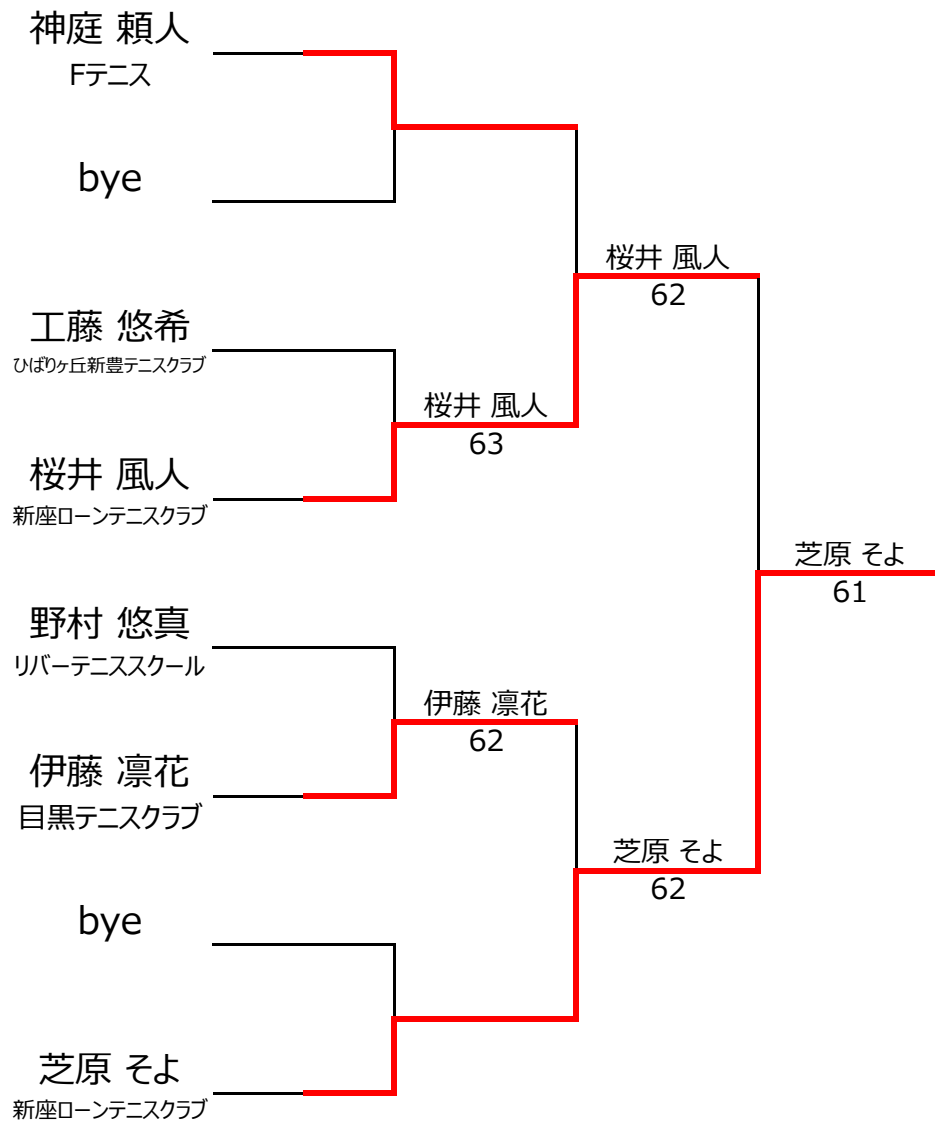 神庭 頼人
Fテニス
bye
工藤 悠希
ひばりヶ丘新豊テニスクラブ
桜井 風人
新座ローンテニスクラブ
野村 悠真
リバーテニススクール
伊藤 凛花
目黒テニスクラブ
bye
芝原 そよ
新座ローンテニスクラブ
桜井 風人
63
伊藤 凛花
62
桜井 風人
62
芝原 そよ
62
芝原 そよ
61